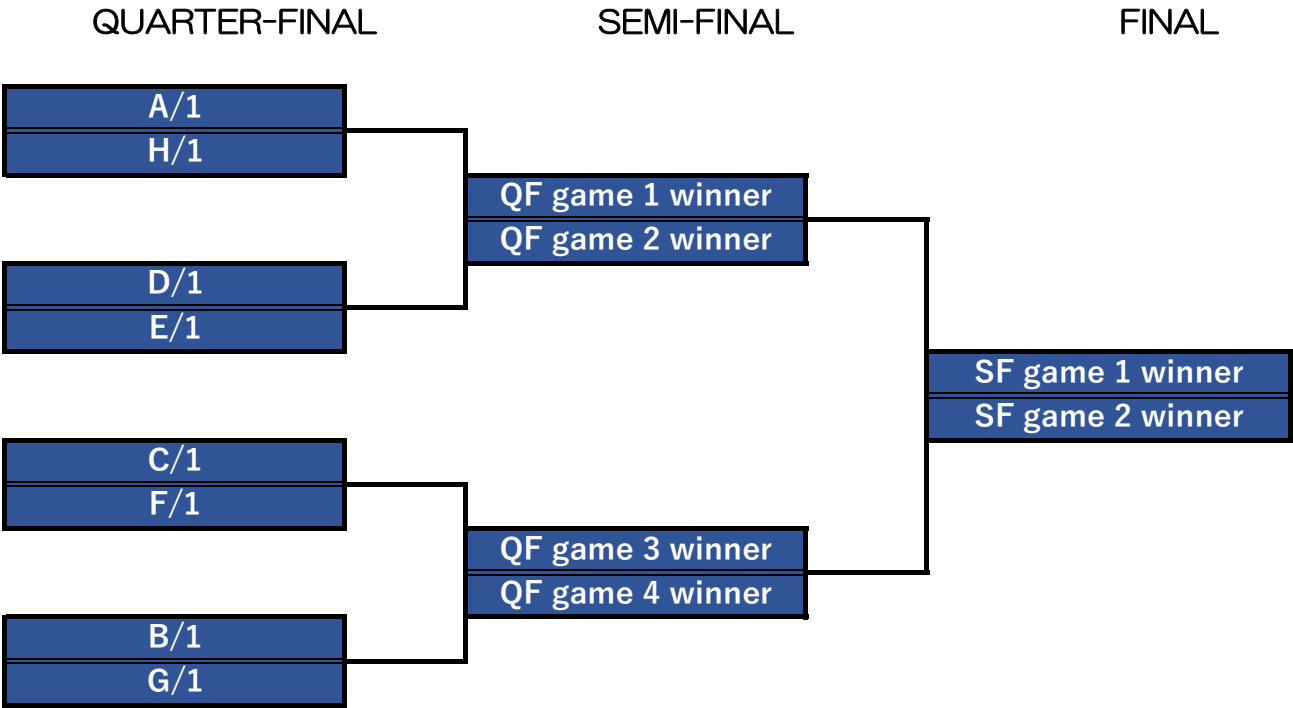 QUARTER-FINAL
SEMI-FINAL
FINAL
A/1
H/1
QF game 1 winner
QF game 2 winner
D/1
E/1
SF game 1 winner
SF game 2 winner
C/1
F/1
QF game 3 winner
QF game 4 winner
B/1
G/1